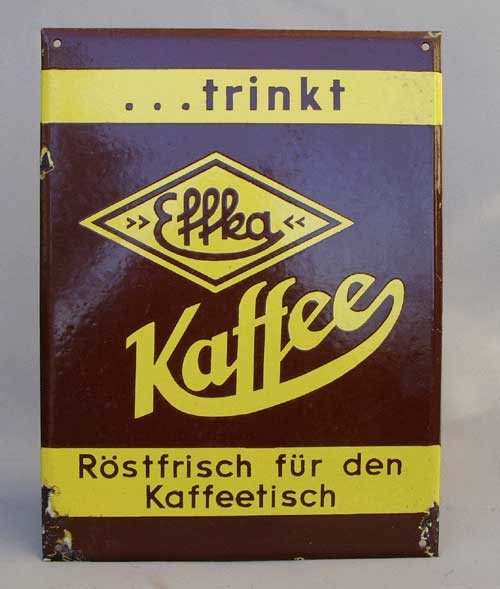 ...trinkt
»Effka«
Kaffee
Röstfrisch für den
Kaffeetisch